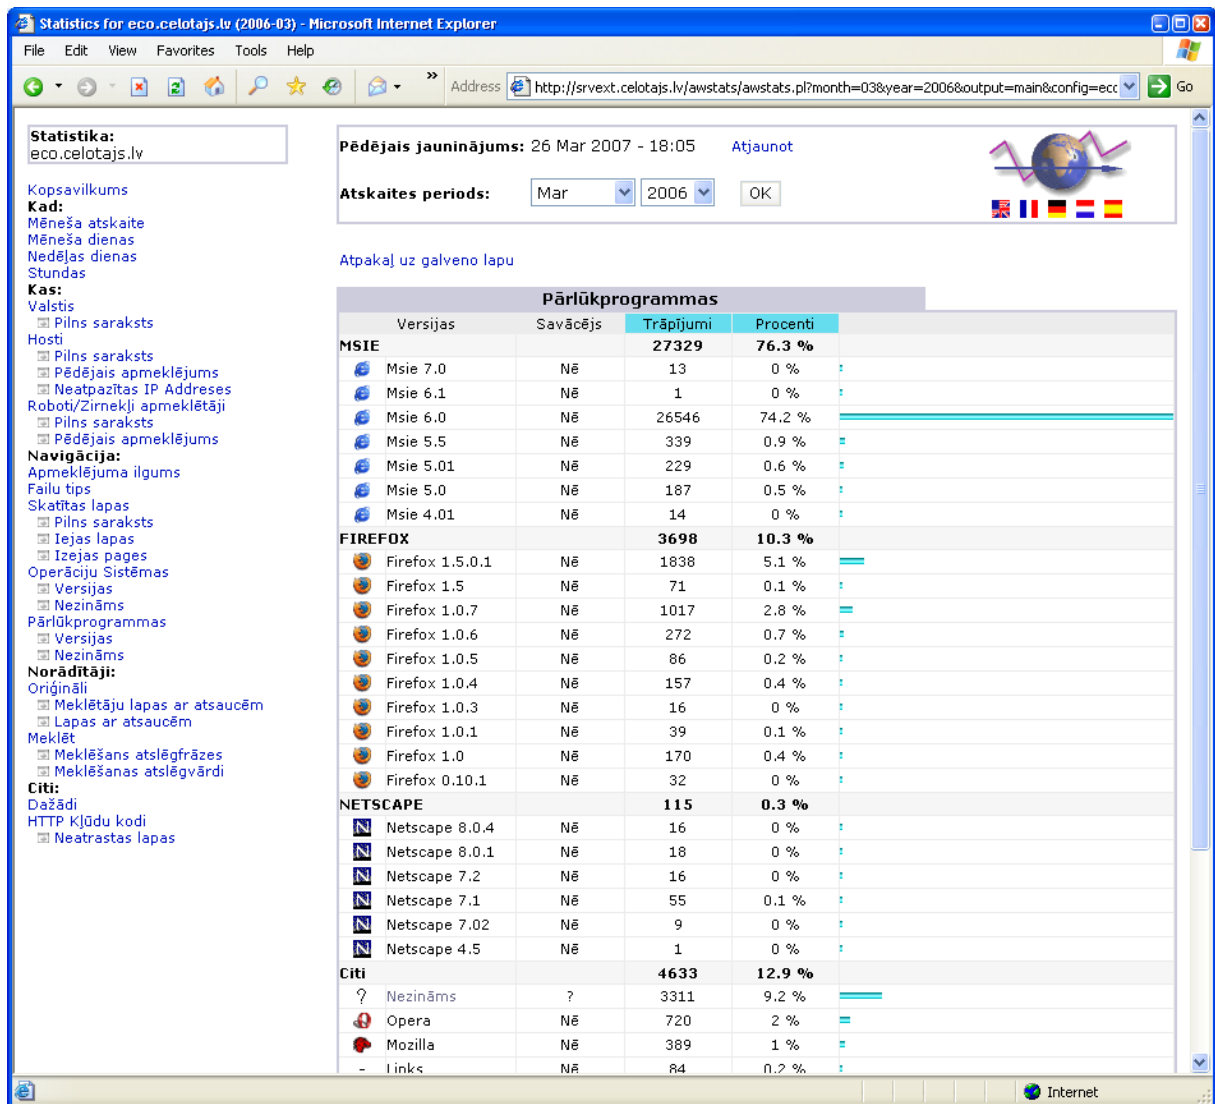 Statistics for eco.celotajs.lv (2006-03) - Microsoft Internet Explorer
File Edit View Favorites Tools Help
» Address http://srvext.celotajs.lv/awstats/awstats.pl?month=03&year=2006&output=main&config=ecc Go
Statistika:
eco.celotajs.lv
Kopsavilkums
Kad:
Mēneša atskaite
Mēneša dienas
Nedēļas dienas
Stundas
Kas:
Valstis
Pilns saraksts
Hosti
Pilns saraksts
Pēdējais apmeklējums
Neatpazītas IP Addreses
Roboti/Zirnekļi apmeklētāji
Pilns saraksts
Pēdējais apmeklējums
Navigācija:
Apmeklējuma ilgums
Failu tips
Skatītas lapas
Pilns saraksts
Iejas lapas
Izejas pages
Operāciju Sistēmas
Versijas
Nezināms
Pārlūkprogrammas
Versijas
Nezināms
Norādītāji:
Oriģināli
Meklētāju lapas ar atsaucēm
Lapas ar atsaucēm
Meklēt
Meklēšans atslēgfrāzes
Meklēšanas atslēgvārdi
Citi:
Dažādi
HTTP Kļūdu kodi
Neatrastas lapas
Pēdējais jauninājums: 26 Mar 2007 - 18:05 Atjaunot
Atskaites periods: Mar 2006 OK
Atpakaļ uz galveno lapu
Pārlūkprogrammas
Versijas Savācējs Trāpījumi Procenti
MSIE 27329 76.3 %
Msie 7.0 Nē 13 0 %
Msie 6.1 Nē 1 0 %
Msie 6.0 Nē 26546 74.2 %
Msie 5.5 Nē 339 0.9 %
Msie 5.01 Nē 229 0.6 %
Msie 5.0 Nē 187 0.5 %
Msie 4.01 Nē 14 0 %
FIREFOX 3698 10.3 %
Firefox 1.5.0.1 Nē 1838 5.1 %
Firefox 1.5 Nē 71 0.1 %
Firefox 1.0.7 Nē 1017 2.8 %
Firefox 1.0.6 Nē 272 0.7 %
Firefox 1.0.5 Nē 86 0.2 %
Firefox 1.0.4 Nē 157 0.4 %
Firefox 1.0.3 Nē 16 0 %
Firefox 1.0.1 Nē 39 0.1 %
Firefox 1.0 Nē 170 0.4 %
Firefox 0.10.1 Nē 32 0 %
NETSCAPE 115 0.3 %
Netscape 8.0.4 Nē 16 0 %
Netscape 8.0.1 Nē 18 0 %
Netscape 7.2 Nē 16 0 %
Netscape 7.1 Nē 55 0.1 %
Netscape 7.02 Nē 9 0 %
Netscape 4.5 Nē 1 0 %
Citi 4633 12.9 %
? Nezināms ? 3311 9.2 %
Opera Nē 720 2 %
Mozilla Nē 389 1 %
- Links Nē 84 0.2 %
Internet